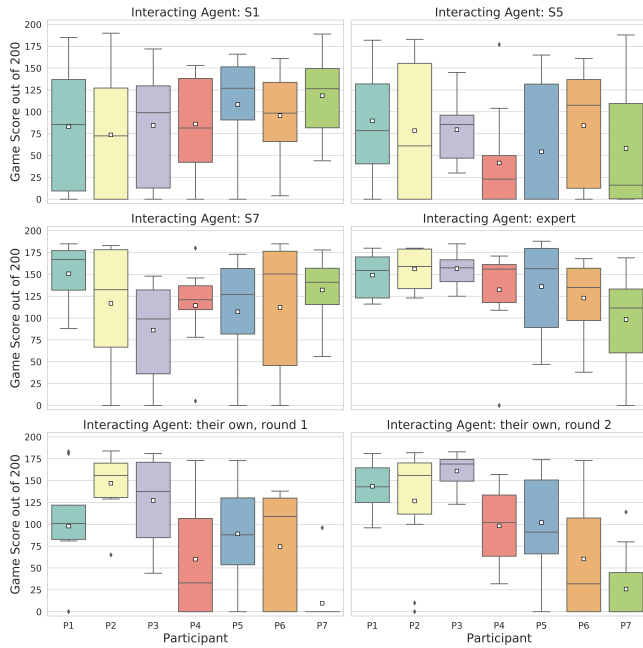 Interacting Agent: S1
Interacting Agent: S5
Game Score out of 200
200
175
150
125
100
75
50
25
0
Interacting Agent: S7
Interacting Agent: expert
Game Score out of 200
200
175
150
125
100
75
50
25
0
Interacting Agent: their own, round 1
Interacting Agent: their own, round 2
Game Score out of 200
200
175
150
125
100
75
50
25
0
P1 P2 P3 P4 P5 P6 P7
P1 P2 P3 P4 P5 P6 P7
Participant
Participant